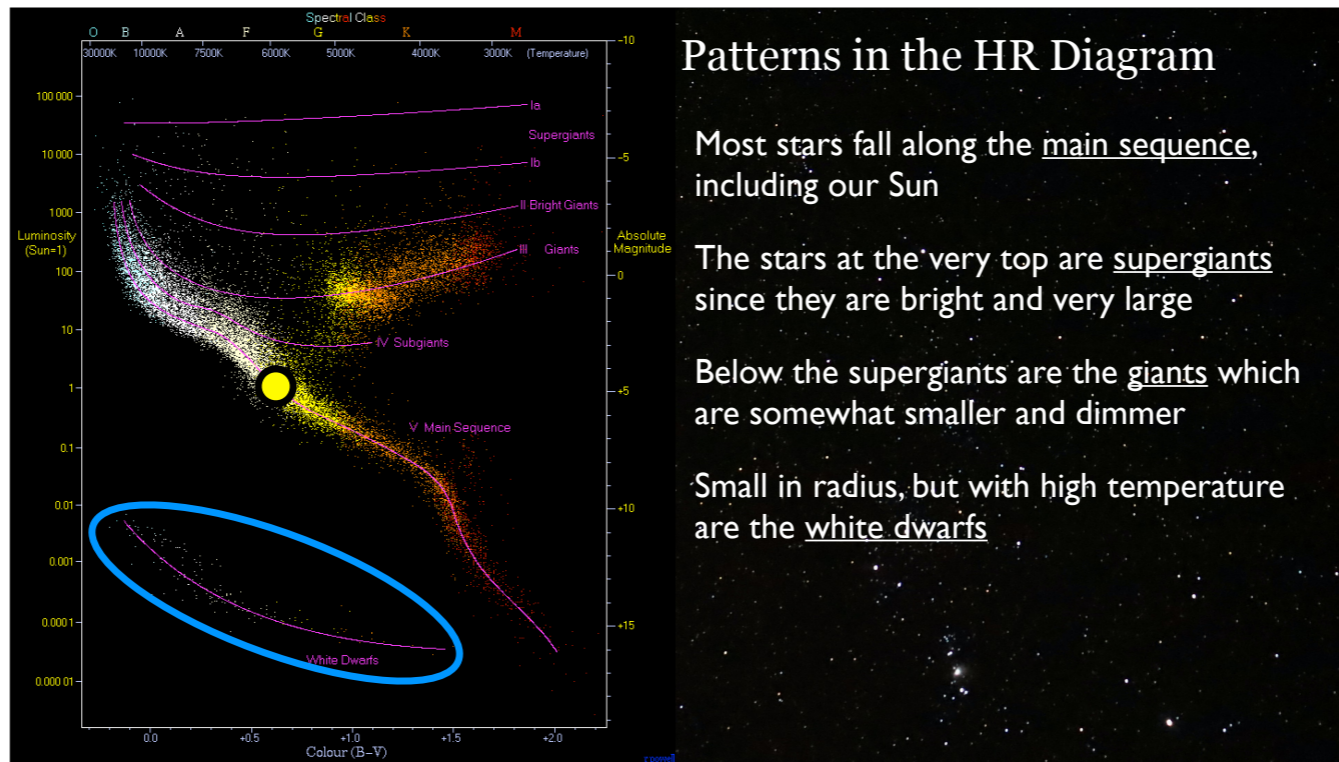 Spectral Class
O B A F G K M
30000K 10000K 7500K 6000K 5000K 4000K 3000K (Temperature)
-10
100 000
Ia
Supergiants
10 000
-5
Ib
1000
II Bright Giants
Luminosity
(Sun=1)
Absolute
Magnitude
III Giants
100
0
10
IV Subgiants
1
+5
V Main Sequence
0.1
0.01
+10
0.001
0.0001
+15
White Dwarfs
0.000 01
0.0 +0.5 +1.0 +1.5 +2.0
Colour (B-V)
Patterns in the HR Diagram
Most stars fall along the main sequence,
including our Sun
The stars at the very top are supergiants
since they are bright and very large
Below the supergiants are the giants which
are somewhat smaller and dimmer
Small in radius, but with high temperature
are the white dwarfs